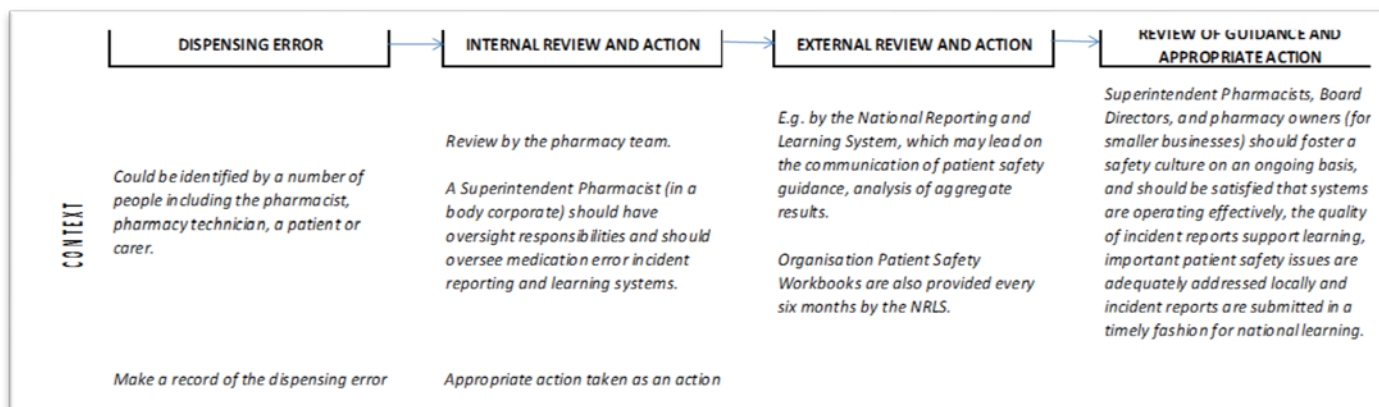 DISPENSING ERROR
INTERNAL REVIEW AND ACTION
EXTERNAL REVIEW AND ACTION
REVIEW OF GUIDANCE AND
APPROPRIATE ACTION
CONTEXT
Could be identified by a number of
people including the pharmacist,
pharmacy technician, a patient or
carer.
Review by the pharmacy team.
A Superintendent Pharmacist (in a
body corporate) should have
oversight responsibilities and should
oversee medication error incident
reporting and learning systems.
E.g. by the National Reporting and
Learning System, which may lead on
the communication of patient safety
guidance, analysis of aggregate
results.
Organisation Patient Safety
Workbooks are also provided every
six months by the NRLS.
Superintendent Pharmacists, Board
Directors, and pharmacy owners (for
smaller businesses) should foster a
safety culture on an ongoing basis,
and should be satisfied that systems
are operating effectively, the quality
of incident reports support learning,
important patient safety issues are
adequately addressed locally and
incident reports are submitted in a
timely fashion for national learning.
Make a record of the dispensing error
Appropriate action taken as an action